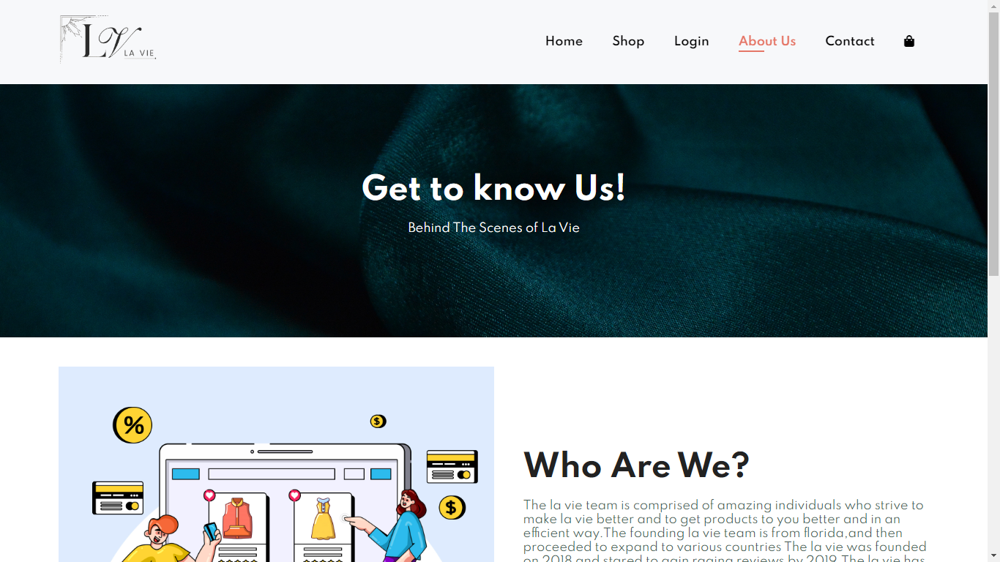 LV
LA VIE
Home Shop Login About Us Contact
Get to know Us!
Behind The Scenes of La Vie
%
$
$
Who Are We?
The la vie team is comprised of amazing individuals who strive to
make la vie better and to get products to you better and in an
efficient way.The founding la vie team is from florida,and then
proceeded to expand to various countries The la vie was founded
on 2018 and stared to gain raging reviews by 2019 The la vie has